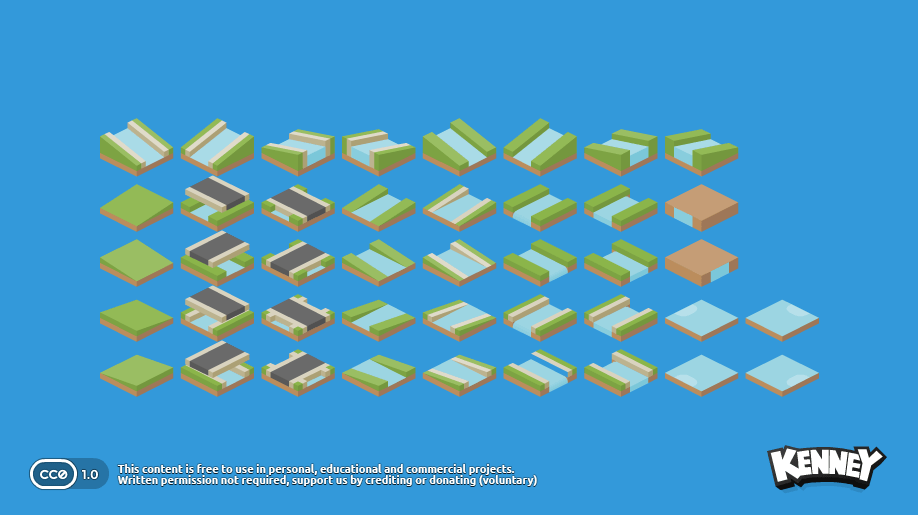 CC0 1.0
This content is free to use in personal, educational and commercial projects.
Written permission not required, support us by crediting or donating (voluntary)
KENNEY